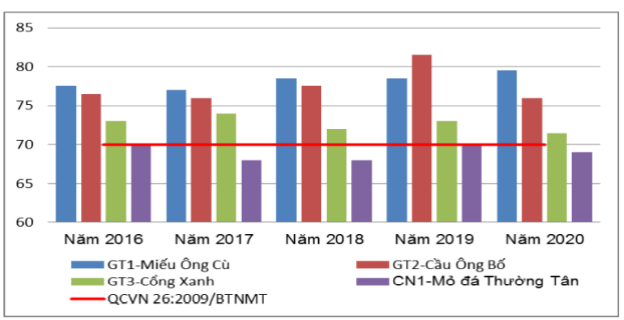 85
80
75
70
65
60
Năm 2016 Năm 2017 Năm 2018 Năm 2019 Năm 2020
GT1-Miếu Ông Cù GT2-Cầu Ông Bố
GT3-Cổng Xanh CN1-Mỏ đá Thường Tân
QCVN 26:2009/BTNMT